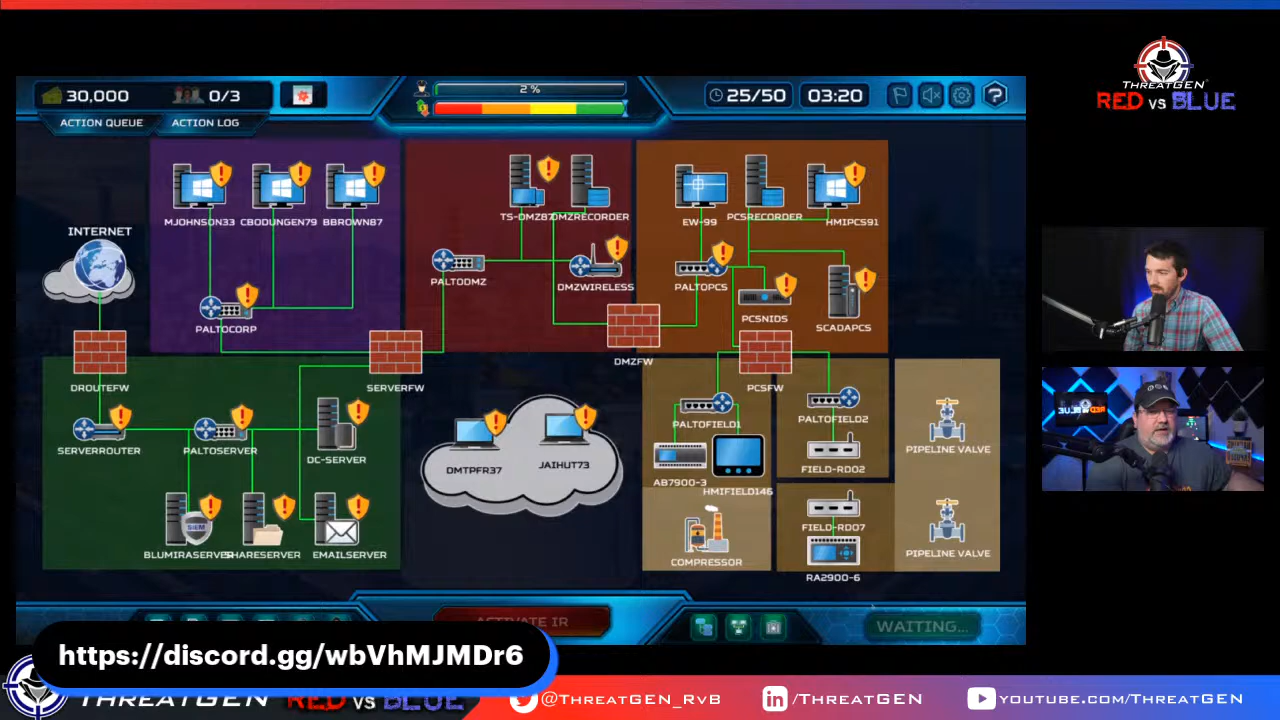 THREATGEN
RED VS BLUE
30,000
0/3
2 %
25/50
03:20
?
ACTION QUEUE
ACTION LOG
MJOHNSON33
CBODUNGEN79
BBROWN87
TS-DMZ87
DMZRECORDER
EW-99
PCSRECORDER
HMIPCS91
INTERNET
PALTODMZ
DMZWIRELESS
PALTOPCS
PCSNIDS
SCADAPCS
PALTOCORP
DROUTEFW
SERVERFW
DMZFW
PCSFW
SERVERROUTER
PALTOSERVER
DC-SERVER
DMTPFR37
JAIHUT73
PALTOFIELD1
PALTOFIELD2
PIPELINE VALVE
AB7900-3
HMIFIELD146
FIELD-RD02
SIEM
BLUMIRASERVER
SHARESERVER
EMAILSERVER
COMPRESSOR
FIELD-RD07
RA2900-6
PIPELINE VALVE
ACTIVATE IR
WAITING...
https://discord.gg/wbVhMJMDr6
THREATGEN RED VS BLUE
@THREATGEN_RVB
/THREATGEN
YOUTUBE.COM/THREATGEN